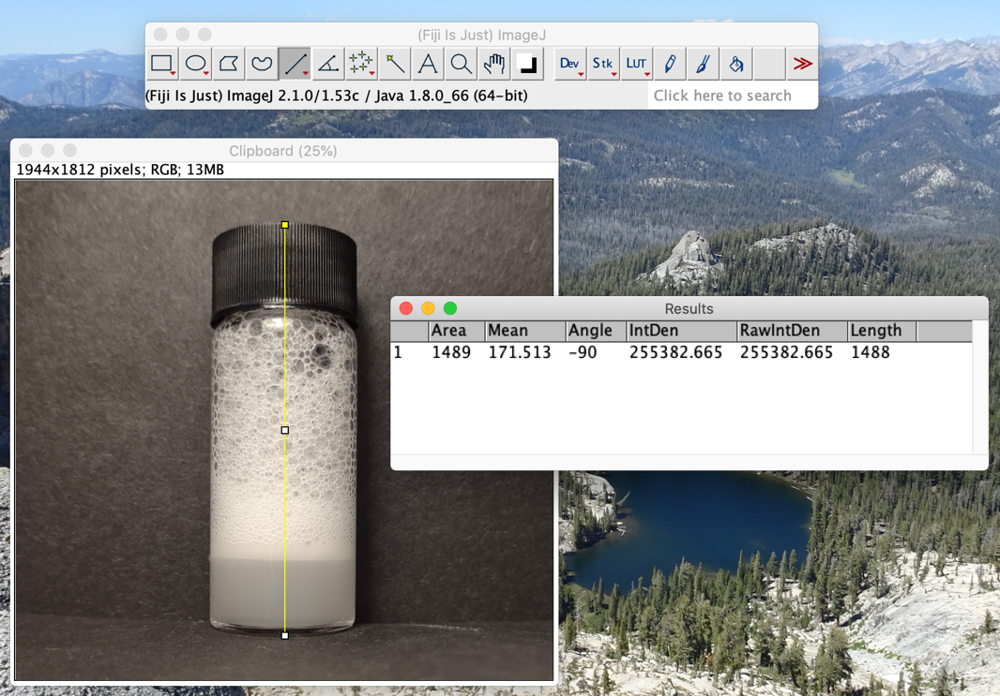 (Fiji Is Just) ImageJ
Dev Stk LUT
(Fiji Is Just) ImageJ 2.1.0/1.53c / Java 1.8.0_66 (64-bit) Click here to search
Clipboard (25%)
1944x1812 pixels; RGB; 13MB
Results
Area Mean Angle IntDen RawIntDen Length
1 1489 171.513 -90 255382.665 255382.665 1488